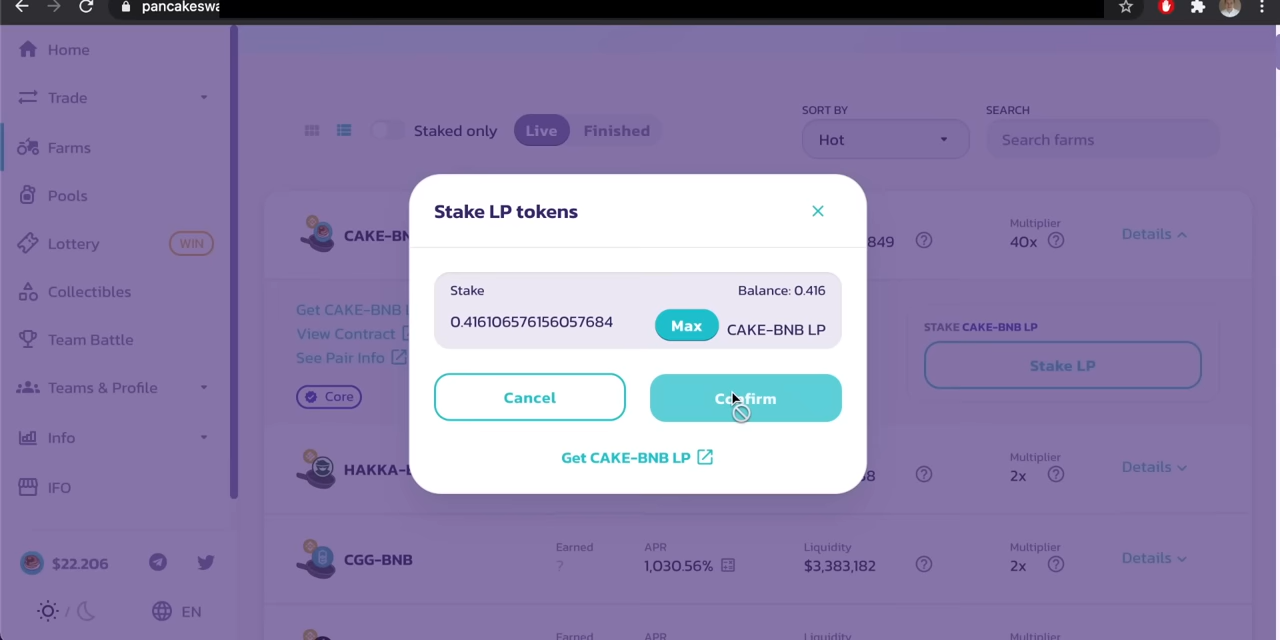 pancakeswa
Home
Trade
Farms
Pools
Lottery
WIN
Collectibles
Team Battle
Teams & Profile
Info
IFO
$22.206
EN
Staked only
Live
Finished
SORT BY
Hot
SEARCH
Search farms
CAKE-BN
849
Multiplier
40x
Details
Get CAKE-BNB
View Contract
See Pair Info
Core
STAKE CAKE-BNB LP
Stake LP
Stake LP tokens
Stake
Balance: 0.416
0.416106576156057684
Max
CAKE-BNB LP
Cancel
Confirm
Get CAKE-BNB LP
HAKKA-
8
Multiplier
2x
Details
CGG-BNB
Earned
?
APR
1,030.56%
Liquidity
$3,383,182
Multiplier
2x
Details
Earned
APR
Liquidity
Multiplier